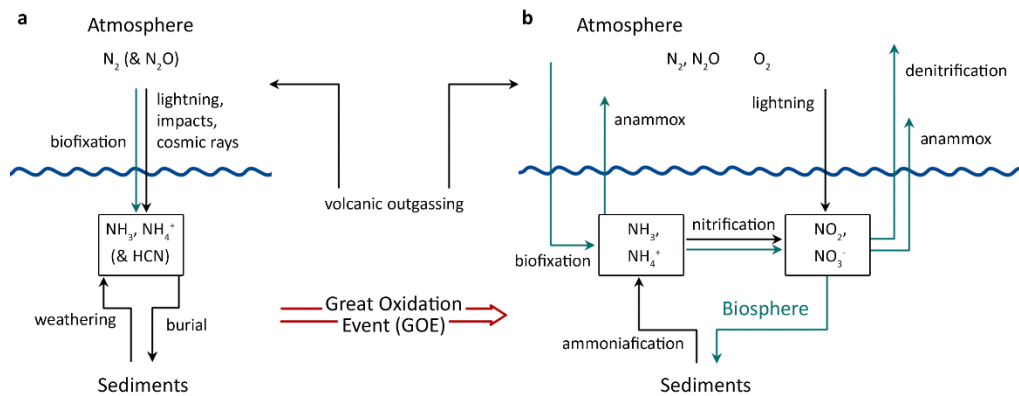 a
Atmosphere
N₂ (& N₂O)
lightning,
impacts,
cosmic rays
biofixation
NH₃, NH₄⁺
(& HCN)
weathering
burial
Sediments
volcanic outgassing
Great Oxidation
Event (GOE)
b
Atmosphere
N₂, N₂O
O₂
denitrification
lightning
anammox
anammox
biofixation
NH₃,
NH₄⁺
nitrification
NO₂,
NO₃⁻
Biosphere
ammoniafication
Sediments